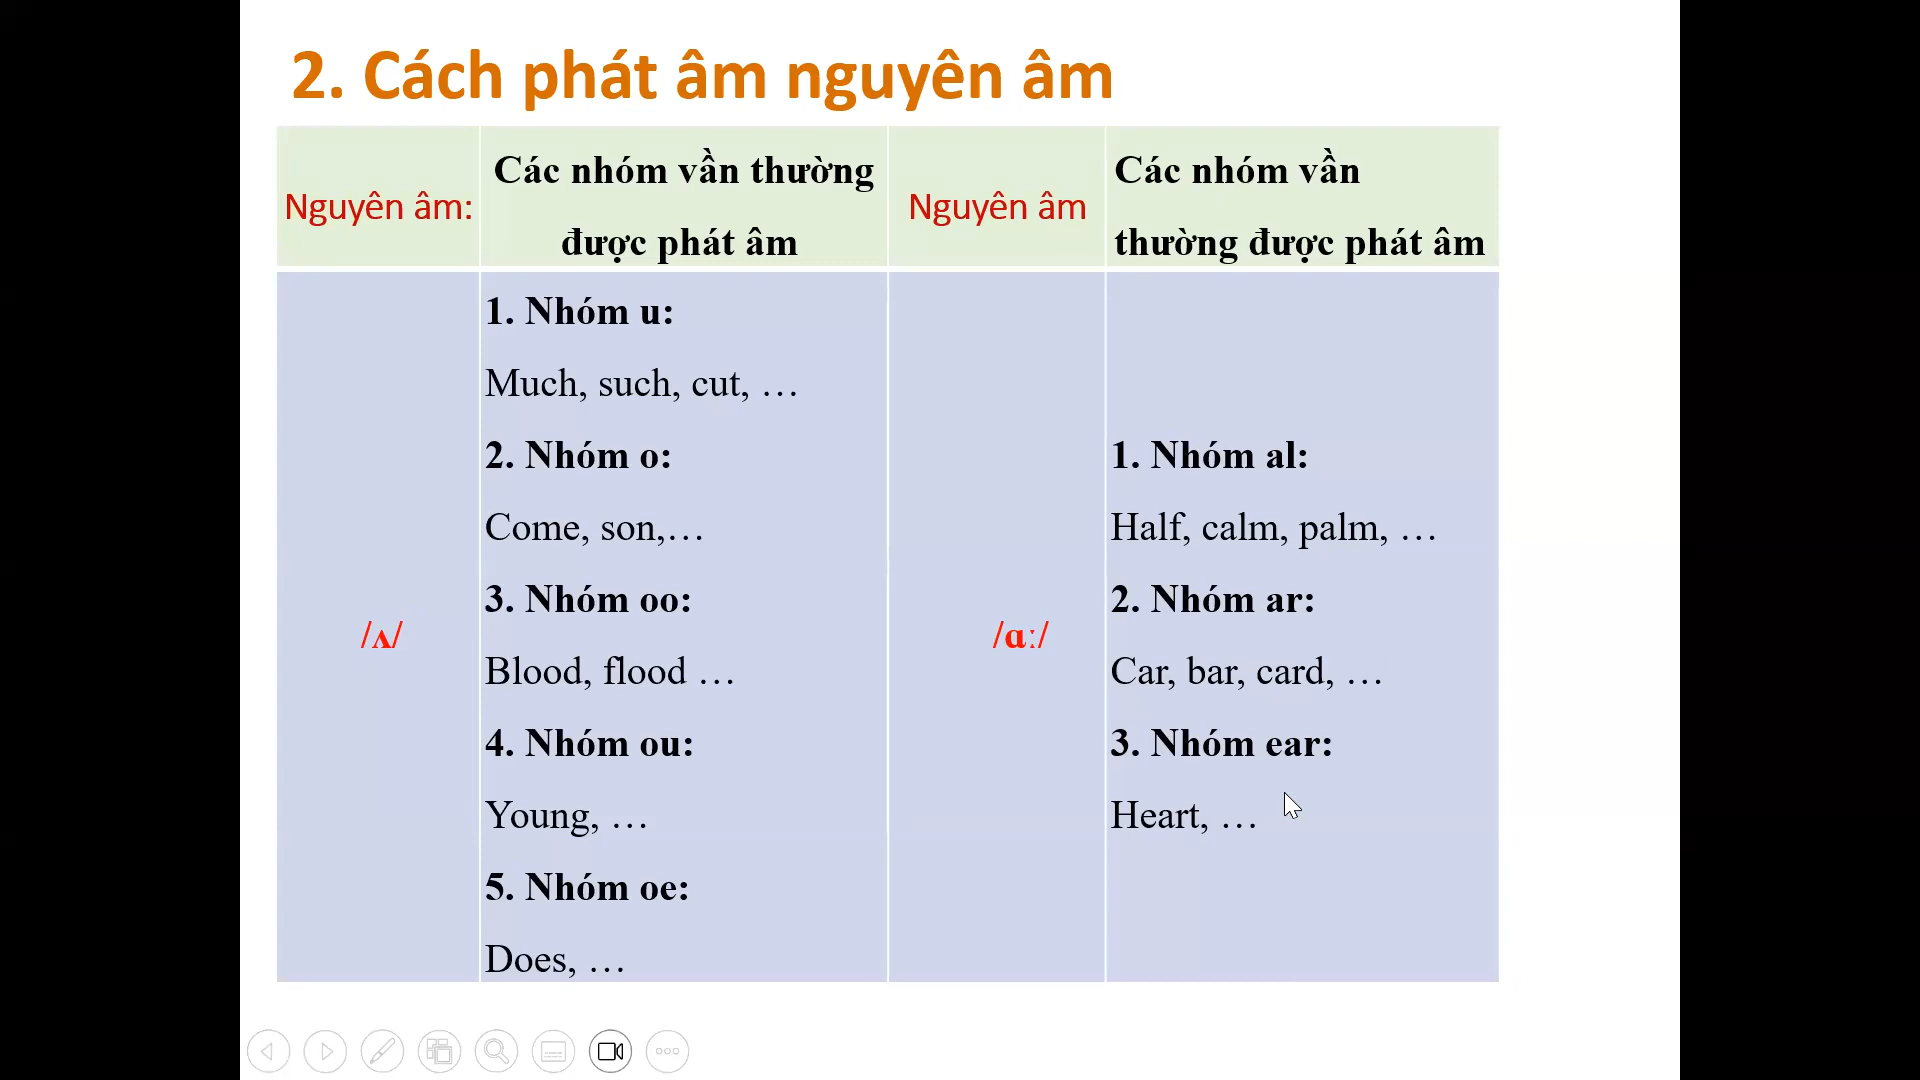 2. Cách phát âm nguyên âm
Nguyên âm:
Các nhóm vần thường
được phát âm
Nguyên âm
Các nhóm vần
thường được phát âm
/ʌ/
1. Nhóm u:
Much, such, cut, …
2. Nhóm o:
Come, son,…
3. Nhóm oo:
Blood, flood …
4. Nhóm ou:
Young, …
5. Nhóm oe:
Does, …
/ɑː/
1. Nhóm al:
Half, calm, palm, …
2. Nhóm ar:
Car, bar, card, …
3. Nhóm ear:
Heart, …